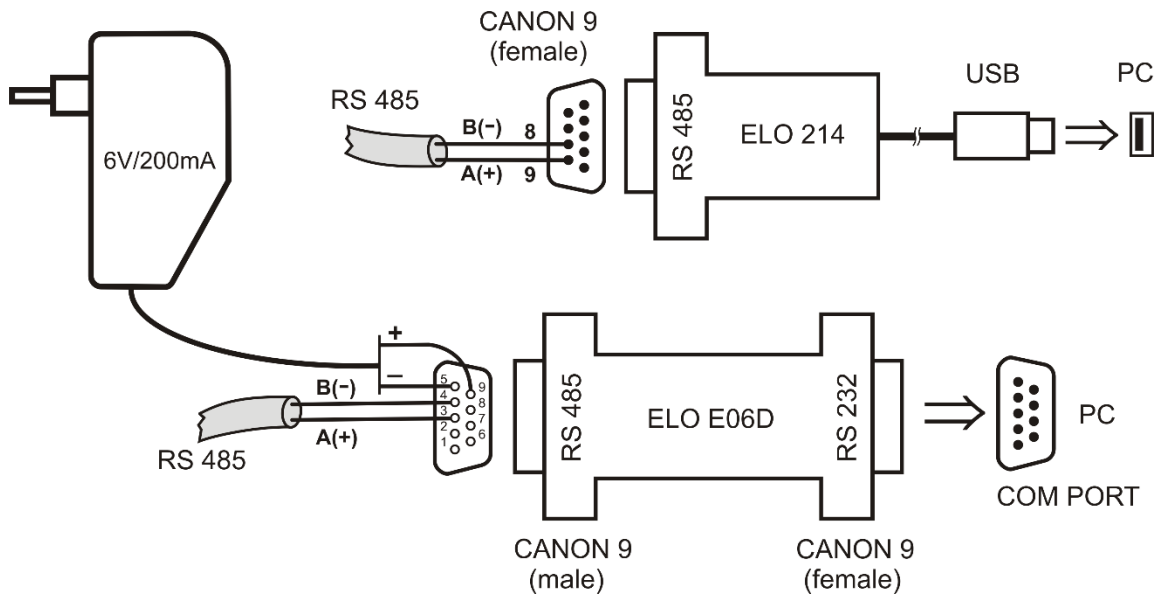 CANON 9
(female)
RS 485
B(-) 8
A(+) 9
RS 485
ELO 214
USB
PC
6V/200mA
+
–
B(-)
A(+)
RS 485
5
4
3
2
1
9
8
7
6
RS 485
ELO E06D
RS 232
PC
COM PORT
CANON 9
(male)
CANON 9
(female)